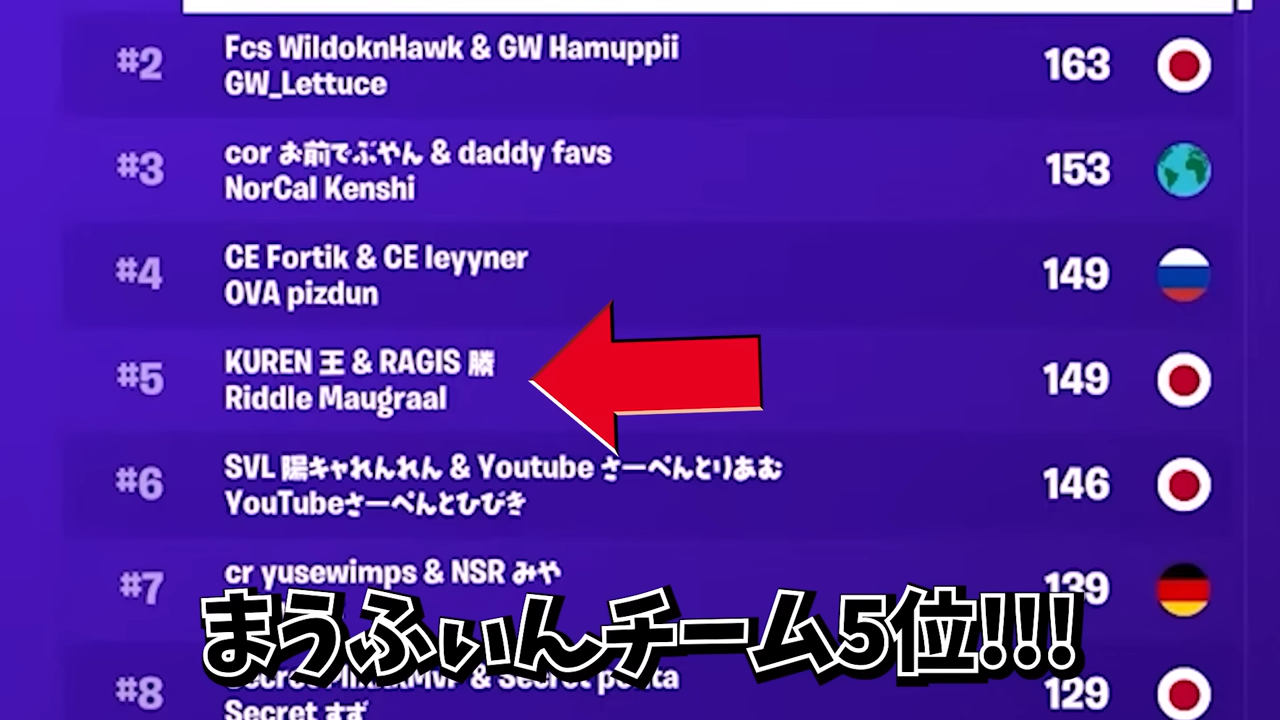 #2
Fcs WildoknHawk & GW Hamuppii
GW_Lettuce
163
#3
cor お前でぶやん & daddy favs
NorCal Kenshi
153
#4
CE Fortik & CE leyyner
OVA pizdun
149
#5
KUREN 王 & RAGIS 勝
Riddle Maugraal
149
#6
SVL 陽キャれんれん & Youtube さーぺんとりあむ
YouTubeさーぺんとひびき
146
#7
cr yusewimps & NSR みや
139
まうふぃんチーム5位!!!
#8
& Secret
Secret すず
129